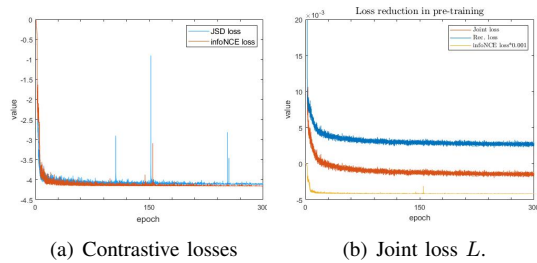 JSD loss
infoNCE loss
0
-0.5
-1
-1.5
-2
-2.5
-3
-3.5
-4
-4.5
value
0 150 300
epoch
(a) Contrastive losses
Loss reduction in pre-training
×10⁻³
Joint loss
Rec. loss
infoNCE loss*0.001
20
15
10
5
0
-5
value
0 150 300
epoch
(b) Joint loss L.